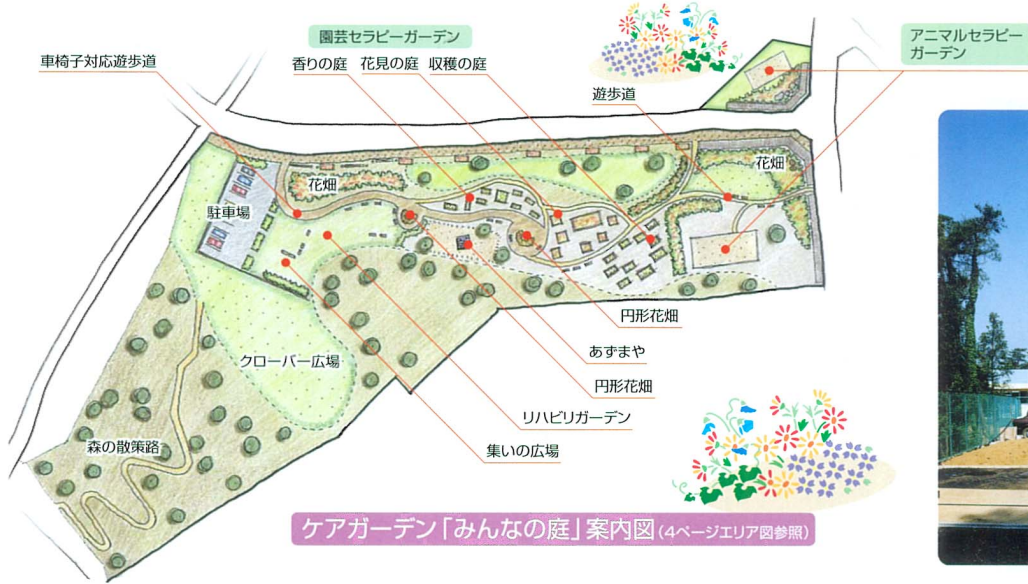 園芸セラピーガーデン
アニマルセラピー
ガーデン
車椅子対応遊歩道
香りの庭
花見の庭
収穫の庭
遊歩道
花畑
花畑
駐車場
円形花畑
あずまや
クローバー広場
円形花畑
リハビリガーデン
森の散策路
集いの広場
ケアガーデン「みんなの庭」案内図(4ページエリア図参照)